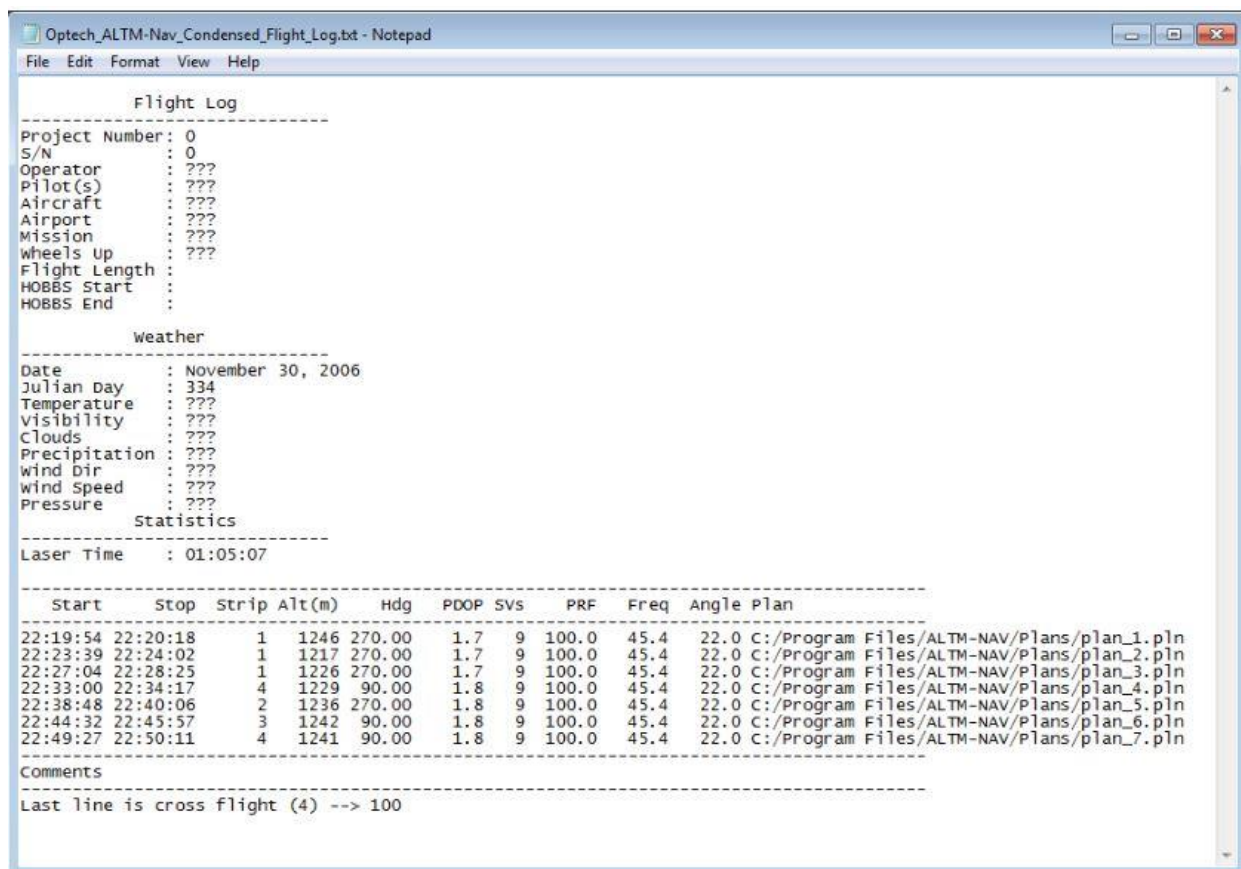 Optech_ALTM-Nav_Condensed_Flight_Log.txt - Notepad
File Edit Format View Help
Flight Log
------------------------------
Project Number: 0
S/N : 0
Operator : ???
Pilot(s) : ???
Aircraft : ???
Airport : ???
Mission : ???
Wheels Up : ???
Flight Length :
HOBBS Start :
HOBBS End :
Weather
------------------------------
Date : November 30, 2006
Julian Day : 334
Temperature : ???
Visibility : ???
Clouds : ???
Precipitation : ???
Wind Dir : ???
Wind Speed : ???
Pressure : ???
Statistics
------------------------------
Laser Time : 01:05:07
------------------------------------------------------------------------------------------
Start Stop Strip Alt(m) Hdg PDOP SVs PRF Freq Angle Plan
------------------------------------------------------------------------------------------
22:19:54 22:20:18 1 1246 270.00 1.7 9 100.0 45.4 22.0 C:/Program Files/ALTM-NAV/Plans/plan_1.pln
22:23:39 22:24:02 1 1217 270.00 1.7 9 100.0 45.4 22.0 C:/Program Files/ALTM-NAV/Plans/plan_2.pln
22:27:04 22:28:25 1 1226 270.00 1.7 9 100.0 45.4 22.0 C:/Program Files/ALTM-NAV/Plans/plan_3.pln
22:33:00 22:34:17 4 1229 90.00 1.8 9 100.0 45.4 22.0 C:/Program Files/ALTM-NAV/Plans/plan_4.pln
22:38:48 22:40:06 2 1236 270.00 1.8 9 100.0 45.4 22.0 C:/Program Files/ALTM-NAV/Plans/plan_5.pln
22:44:32 22:45:57 3 1242 90.00 1.8 9 100.0 45.4 22.0 C:/Program Files/ALTM-NAV/Plans/plan_6.pln
22:49:27 22:50:11 4 1241 90.00 1.8 9 100.0 45.4 22.0 C:/Program Files/ALTM-NAV/Plans/plan_7.pln
------------------------------------------------------------------------------------------
Comments
------------------------------------------------------------------------------------------
Last line is cross flight (4) --> 100